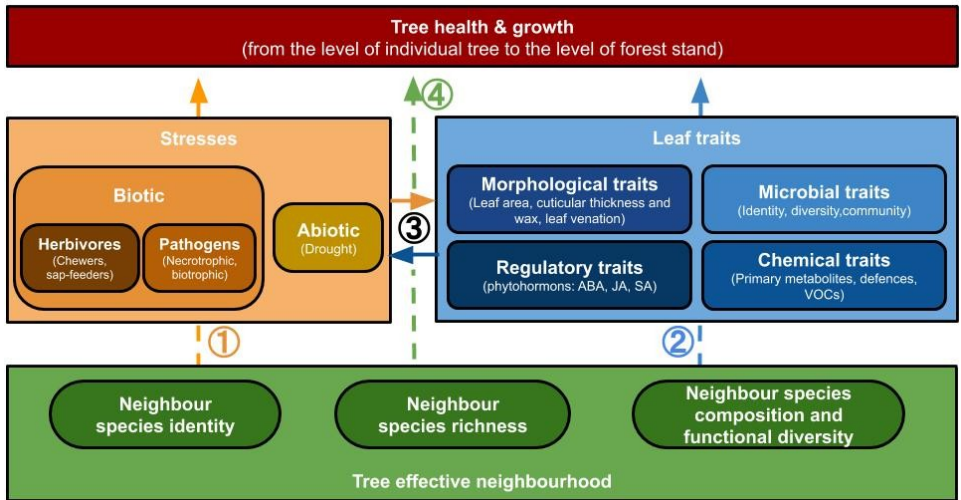 Tree health & growth
(from the level of individual tree to the level of forest stand)
④
Stresses
Biotic
Herbivores
(Chewers,
sap-feeders)
Pathogens
(Necrotrophic,
biotrophic)
Abiotic
(Drought)
③
Leaf traits
Morphological traits
(Leaf area, cuticular thickness and
wax, leaf venation)
Microbial traits
(Identity, diversity,community)
Regulatory traits
(phytohormons: ABA, JA, SA)
Chemical traits
(Primary metabolites, defences,
VOCs)
①
②
Neighbour
species identity
Neighbour
species richness
Neighbour species
composition and
functional diversity
Tree effective neighbourhood